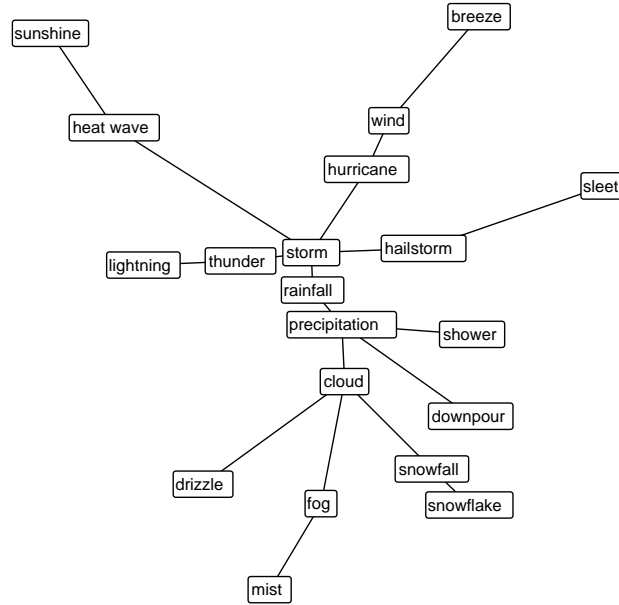 breeze
sunshine
wind
heat wave
hurricane
sleet
storm
hailstorm
lightning
thunder
rainfall
precipitation
shower
cloud
downpour
snowfall
drizzle
fog
snowflake
mist